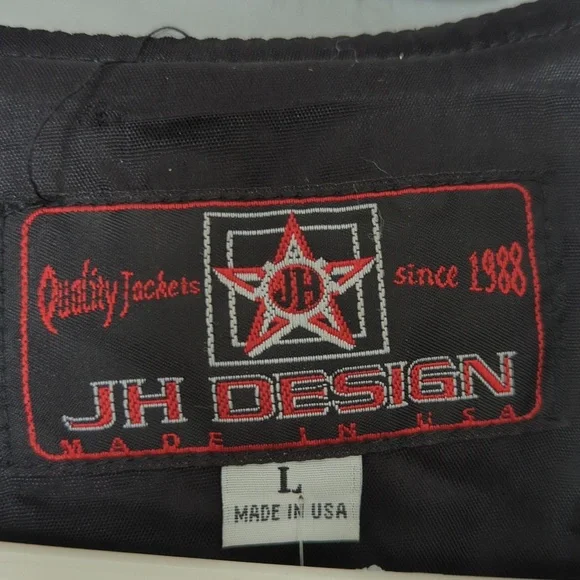 Quality Jackets
since 1988
JH
JH DESIGN
MADE IN USA
L
MADE IN USA